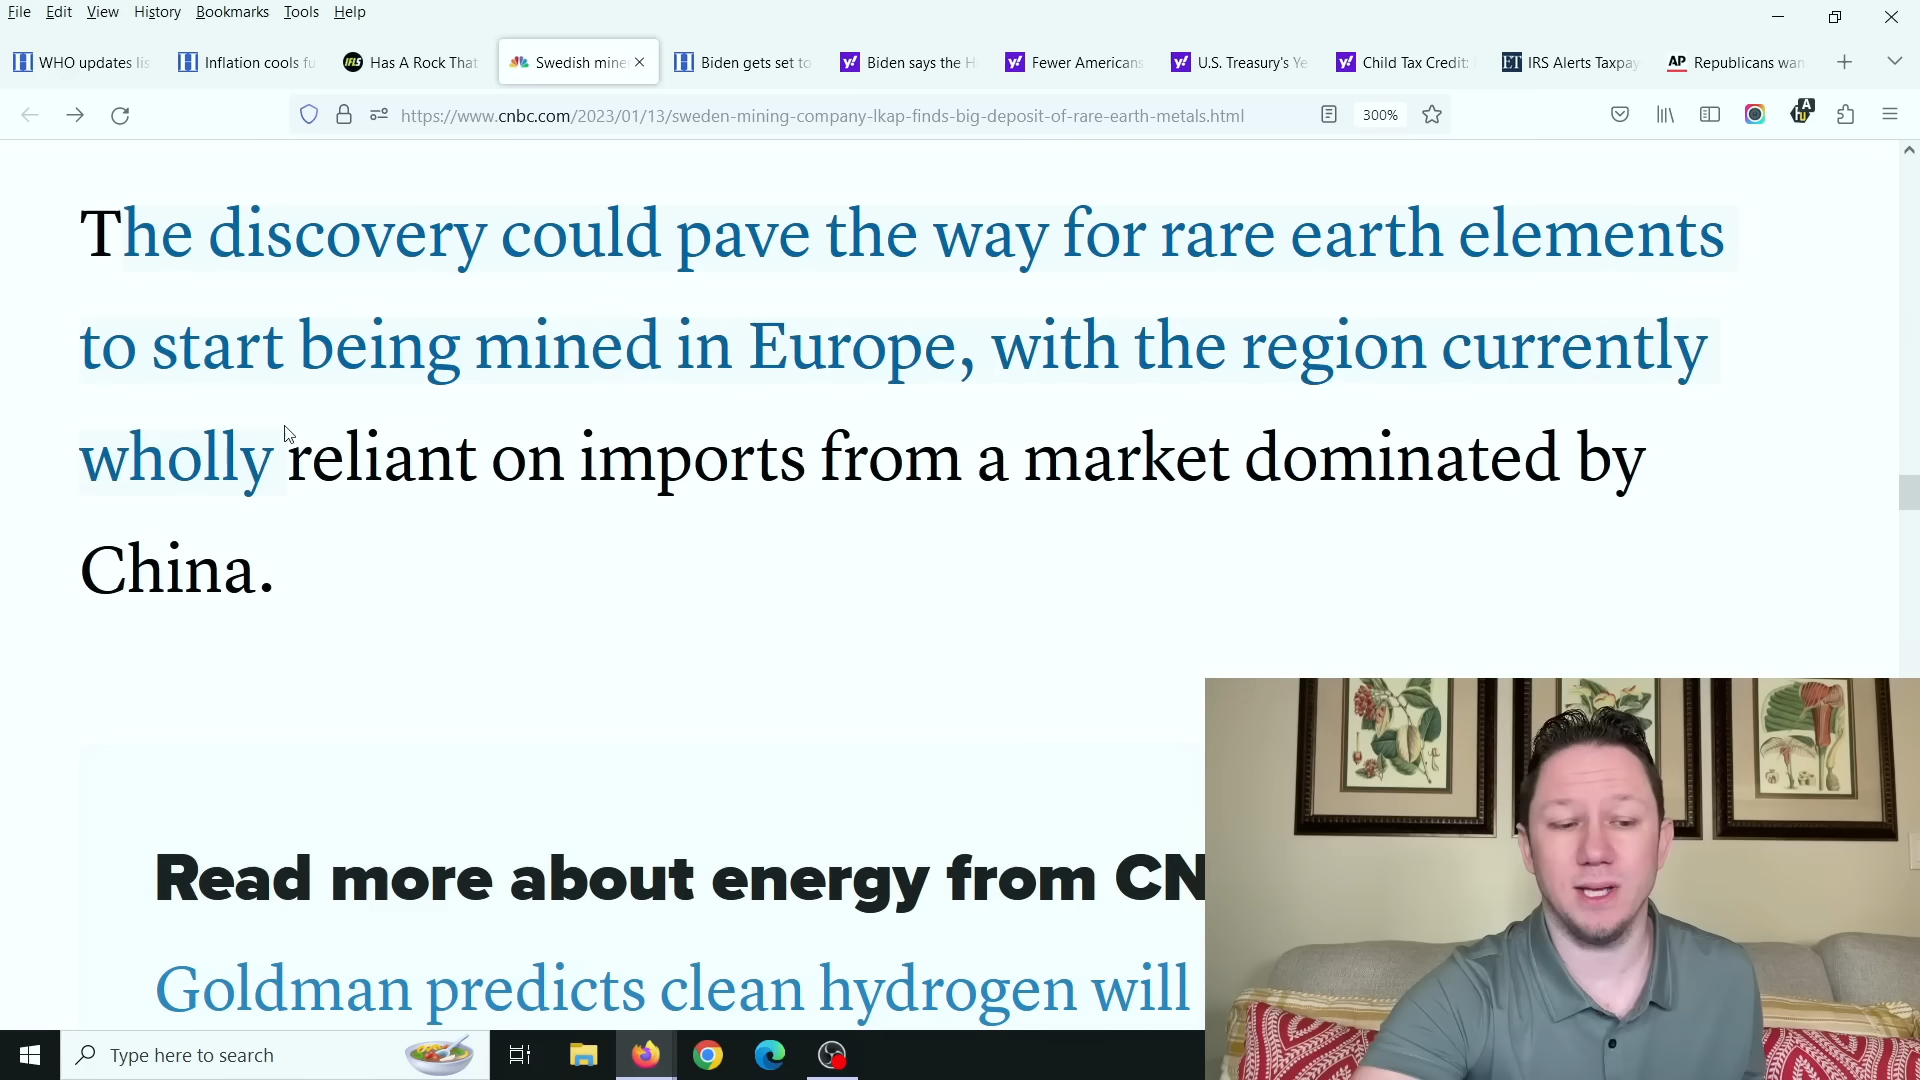 File Edit View History Bookmarks Tools Help
WHO updates lis
Inflation cools fu
IFLS Has A Rock That
Swedish mine
Biden gets set to
y! Biden says the H
y! Fewer Americans
y! U.S. Treasury's Ye
y! Child Tax Credit:
ET IRS Alerts Taxpay
AP Republicans wan
https://www.cnbc.com/2023/01/13/sweden-mining-company-lkap-finds-big-deposit-of-rare-earth-metals.html
300%
A
The discovery could pave the way for rare earth elements
to start being mined in Europe, with the region currently
wholly reliant on imports from a market dominated by
China.
Read more about energy from CN
Goldman predicts clean hydrogen will
Type here to search